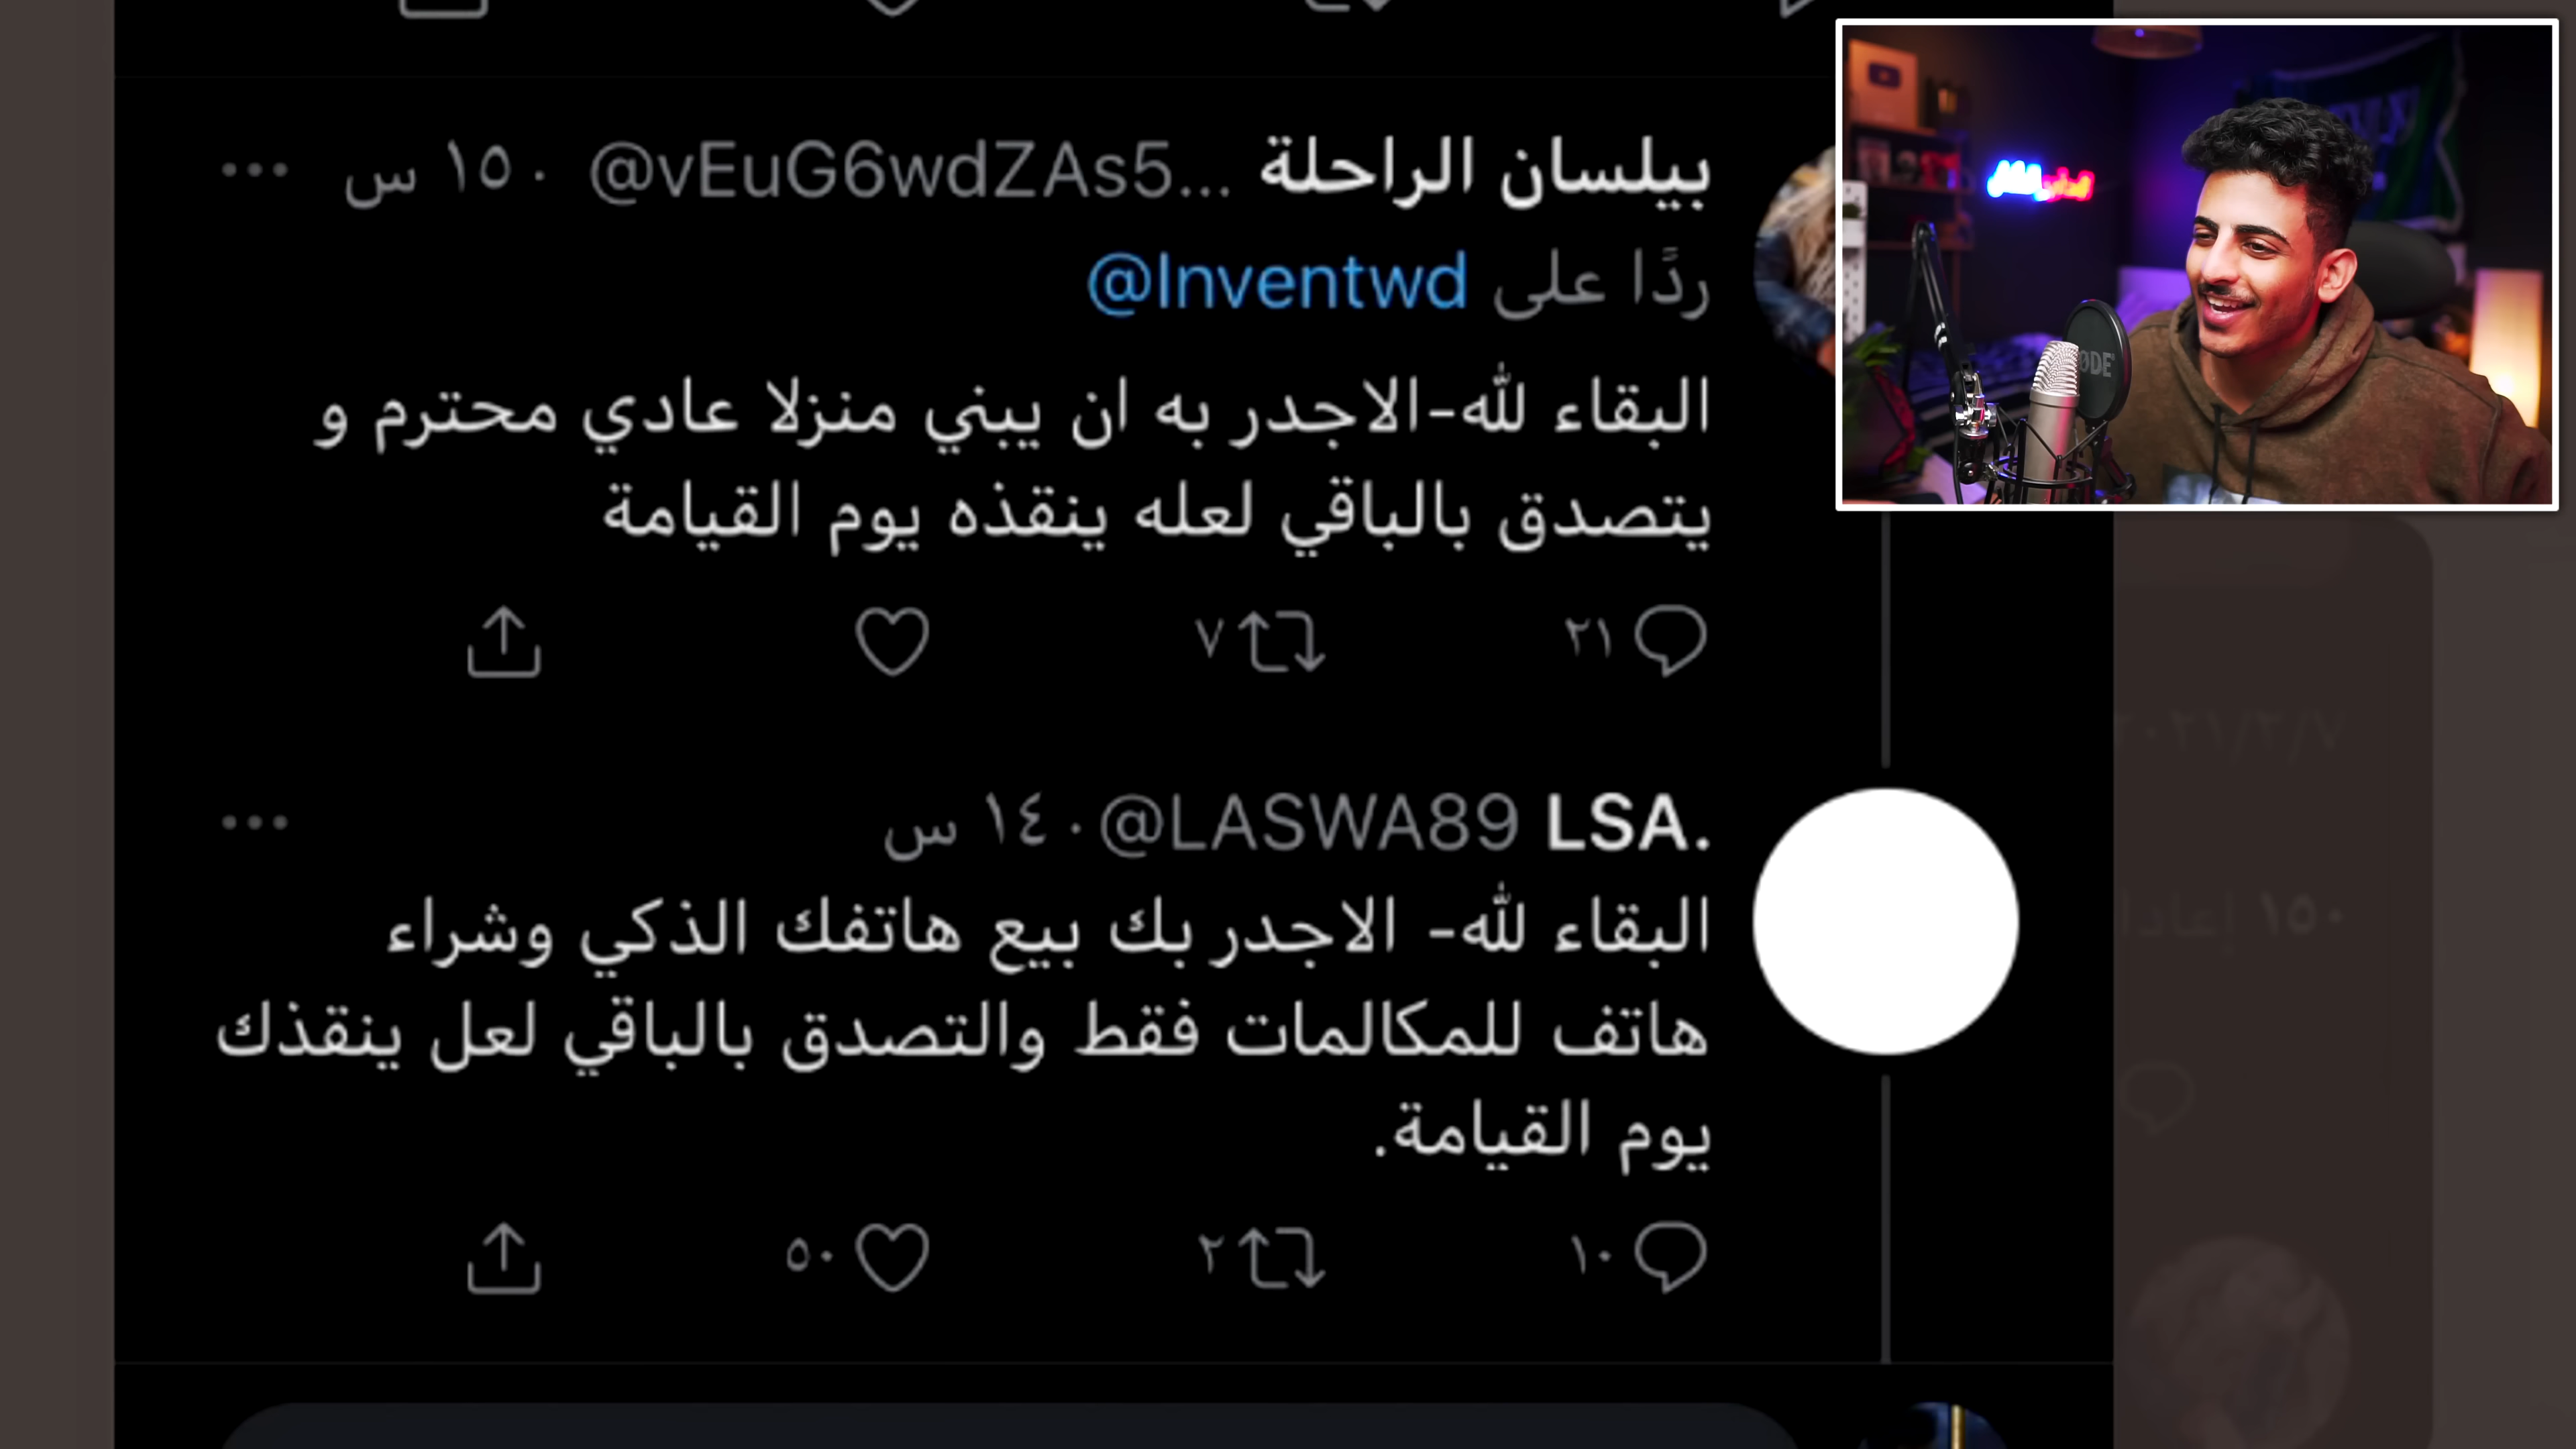 بيلسان الراحلة @vEuG6wdZAs5... · ١٥ س
ردًا على @Inventwd
البقاء لله-الاجدر به ان يبني منزلا عادي محترم و
يتصدق بالباقي لعله ينقذه يوم القيامة
٢١ ٧
LSA. @LASWA89 · ١٤ س
البقاء لله- الاجدر بك بيع هاتفك الذكي وشراء
هاتف للمكالمات فقط والتصدق بالباقي لعل ينقذك
يوم القيامة.
١٠ ٢ ٥٠